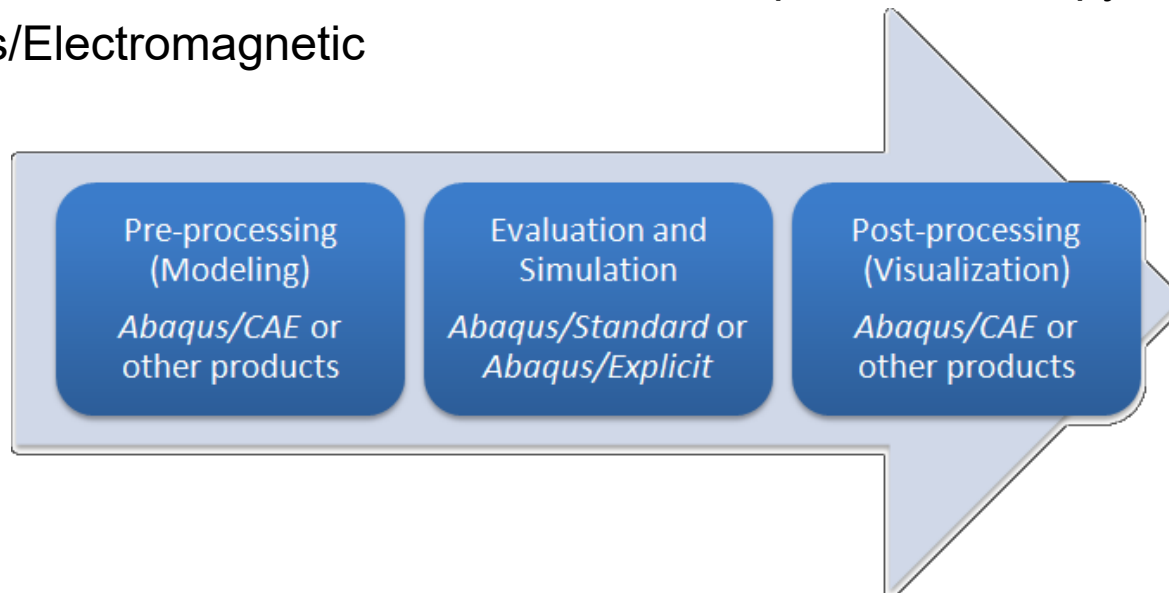 s/Electromagnetic
Pre-processing
(Modeling)
Abaqus/CAE or
other products
Evaluation and
Simulation
Abaqus/Standard or
Abaqus/Explicit
Post-processing
(Visualization)
Abaqus/CAE or
other products